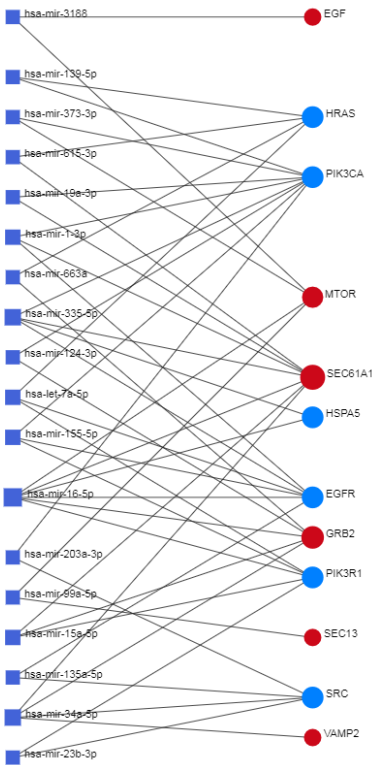 hsa-mir-3188
EGF
hsa-mir-139-5p
hsa-mir-373-3p
HRAS
hsa-mir-615-3p
PIK3CA
hsa-mir-19a-3p
hsa-mir-1-3p
hsa-mir-663a
MTOR
hsa-mir-335-5p
hsa-mir-124-3p
SEC61A1
hsa-let-7a-5p
HSPA5
hsa-mir-155-5p
hsa-mir-16-5p
EGFR
GRB2
hsa-mir-203a-3p
PIK3R1
hsa-mir-99a-5p
hsa-mir-15a-5p
SEC13
hsa-mir-135a-5p
SRC
hsa-mir-34a-5p
VAMP2
hsa-mir-23b-3p